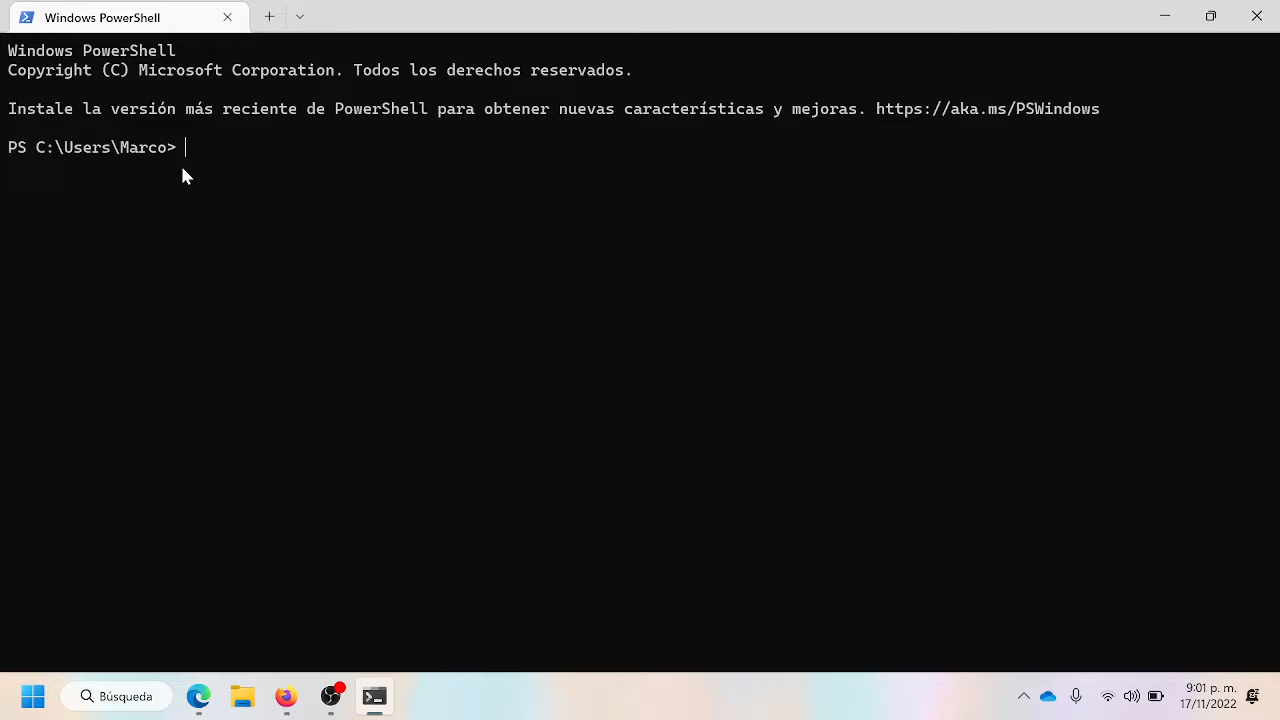 Windows PowerShell
Windows PowerShell
Copyright (C) Microsoft Corporation. Todos los derechos reservados.
Instale la versión más reciente de PowerShell para obtener nuevas características y mejoras. https://aka.ms/PSWindows
PS C:\Users\Marco>
Búsqueda
9:01 p. m.
17/11/2022